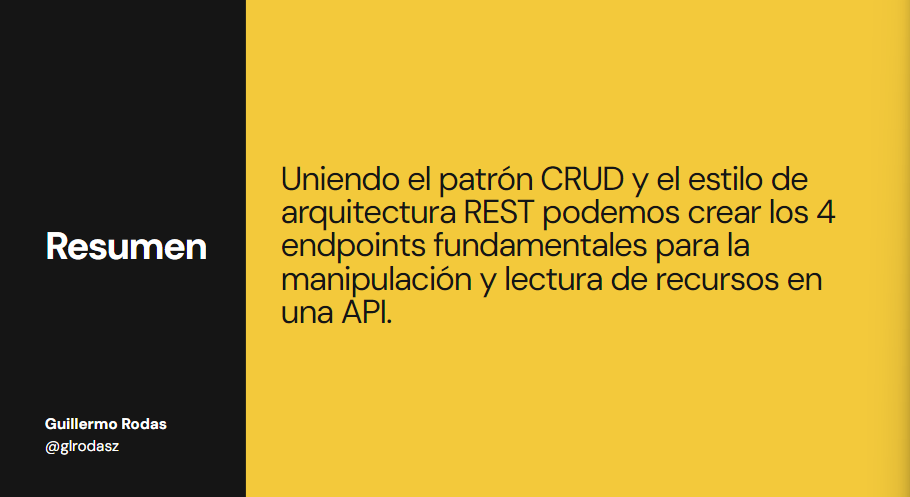 Resumen
Guillermo Rodas
@glrodasz
Uniendo el patrón CRUD y el estilo de
arquitectura REST podemos crear los 4
endpoints fundamentales para la
manipulación y lectura de recursos en
una API.